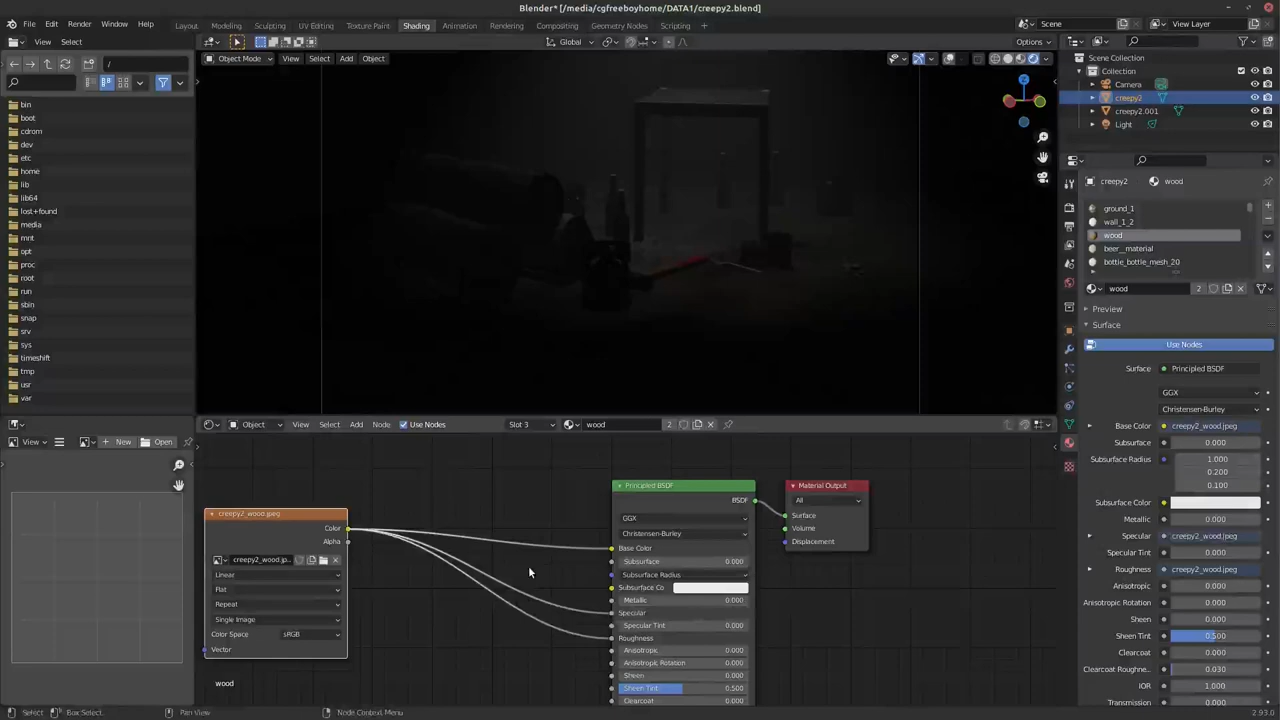 Blender* [/media/cgfreeboyhome/DATA1/creepy2.blend]
File Edit Render Window Help
Layout Modeling Sculpting UV Editing Texture Paint Shading Animation Rendering Compositing Geometry Nodes Scripting
Scene
View Layer
View Select
Global
Options
/
Object Mode View Select Add Object
bin
boot
cdrom
dev
etc
home
lib
lib64
lost+found
media
mnt
opt
proc
root
run
sbin
snap
srv
sys
timeshift
tmp
usr
var
Z
View
New
Open
Object View Select Add Node Use Nodes Slot 3 wood 2
creepy2_wood.jpeg
Color
Alpha
creepy2_wood.jp..
Linear
Flat
Repeat
Single Image
Color Space sRGB
Vector
wood
Principled BSDF
BSDF
GGX
Christensen-Burley
Base Color
Subsurface 0.000
Subsurface Radius
Subsurface Co
Metallic 0.000
Specular
Specular Tint 0.000
Roughness
Anisotropic 0.000
Anisotropic Rotation 0.000
Sheen 0.000
Sheen Tint 0.500
Clearcoat 0.000
Material Output
All
Surface
Volume
Displacement
Scene Collection
Collection
Camera
creepy2
creepy2.001
Light
creepy2 wood
ground_1
wall_1_2
wood
beer__material
bottle_bottle_mesh_20
wood 2
Preview
Surface
Use Nodes
Surface Principled BSDF
GGX
Christensen-Burley
Base Color creepy2_wood.jpeg
Subsurface 0.000
Subsurface Radius 1.000
0.200
0.100
Subsurface Color
Metallic 0.000
Specular creepy2_wood.jpeg
Specular Tint 0.000
Roughness creepy2_wood.jpeg
Anisotropic 0.000
Anisotropic Rotation 0.000
Sheen 0.000
Sheen Tint 0.500
Clearcoat 0.000
Clearcoat Roughne.. 0.030
IOR 1.000
Transmission 0.000
Select Box Select Pan View Node Context Menu 2.93.0